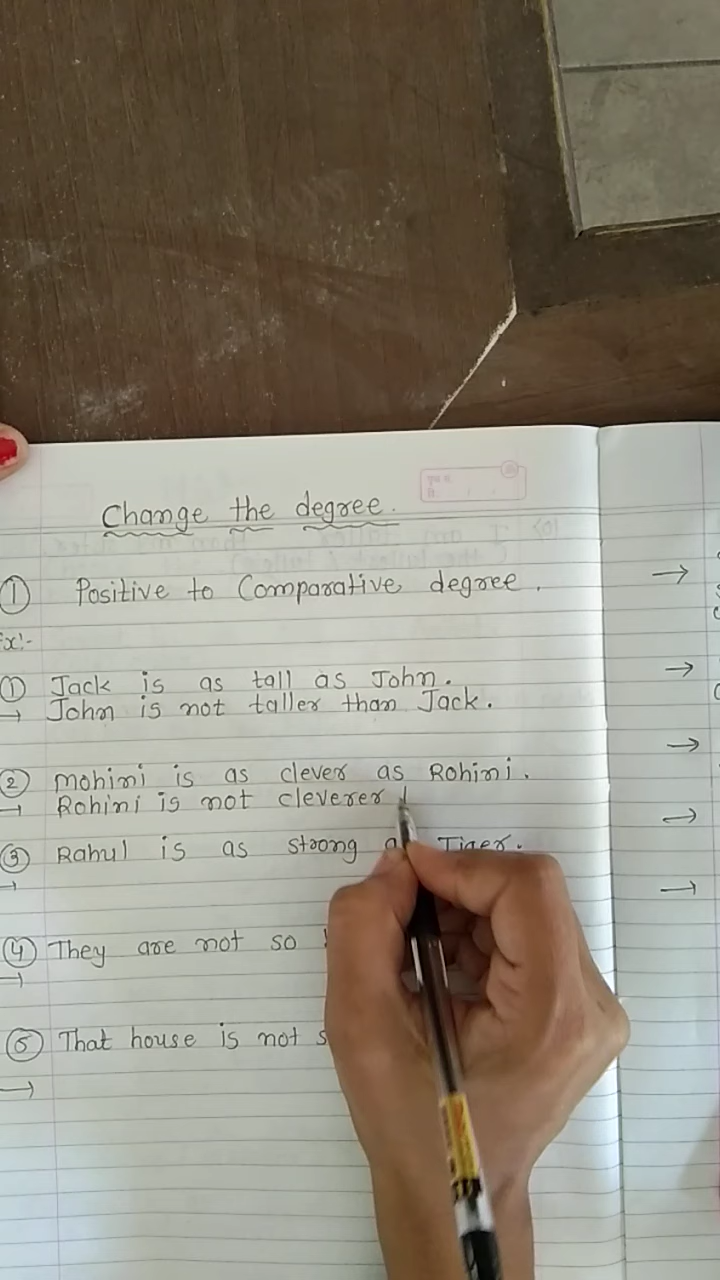 Change the degree.
① Positive to Comparative degree.
Ex:-
① Jack is as tall as John.
→ John is not taller than Jack.
② Mohini is as clever as Rohini.
→ Rohini is not cleverer
③ Rahul is as strong as Tiger.
→
④ They are not so
→
⑤ That house is not s
→